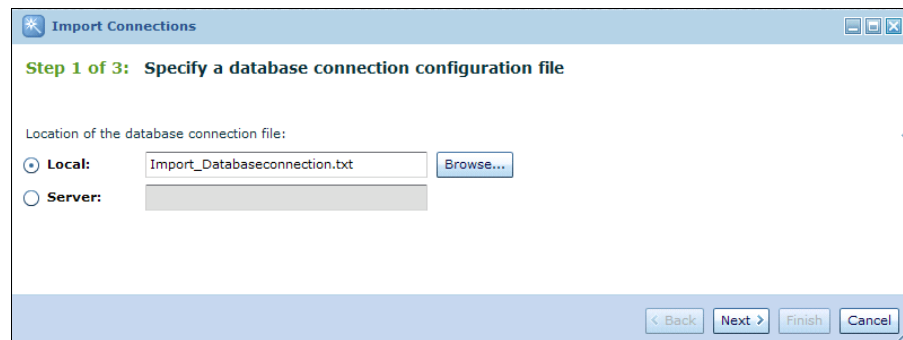 Import Connections
Step 1 of 3: Specify a database connection configuration file
Location of the database connection file:
Local: Import_Databaseconnection.txt Browse...
Server:
< Back Next > Finish Cancel